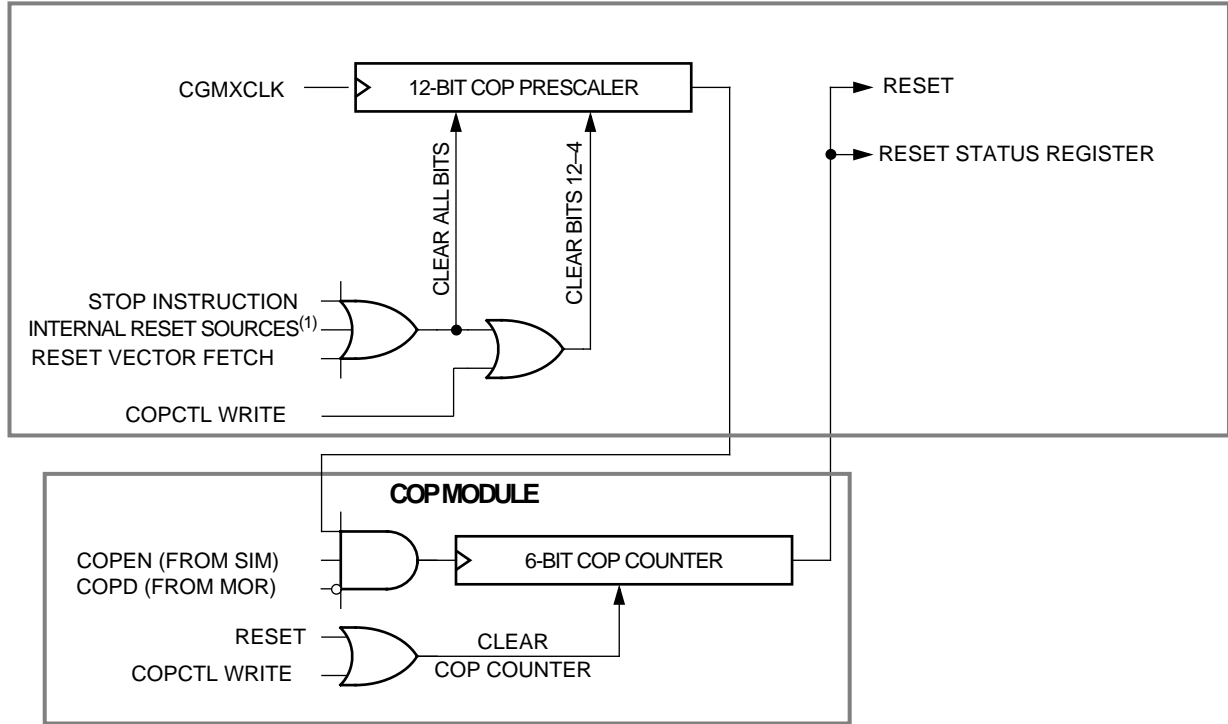 CGMXCLK
12-BIT COP PRESCALER
RESET
RESET STATUS REGISTER
CLEAR ALL BITS
CLEAR BITS 12–4
STOP INSTRUCTION
INTERNAL RESET SOURCES(1)
RESET VECTOR FETCH
COPCTL WRITE
COP MODULE
COPEN (FROM SIM)
COPD (FROM MOR)
6-BIT COP COUNTER
RESET
COPCTL WRITE
CLEAR
COP COUNTER